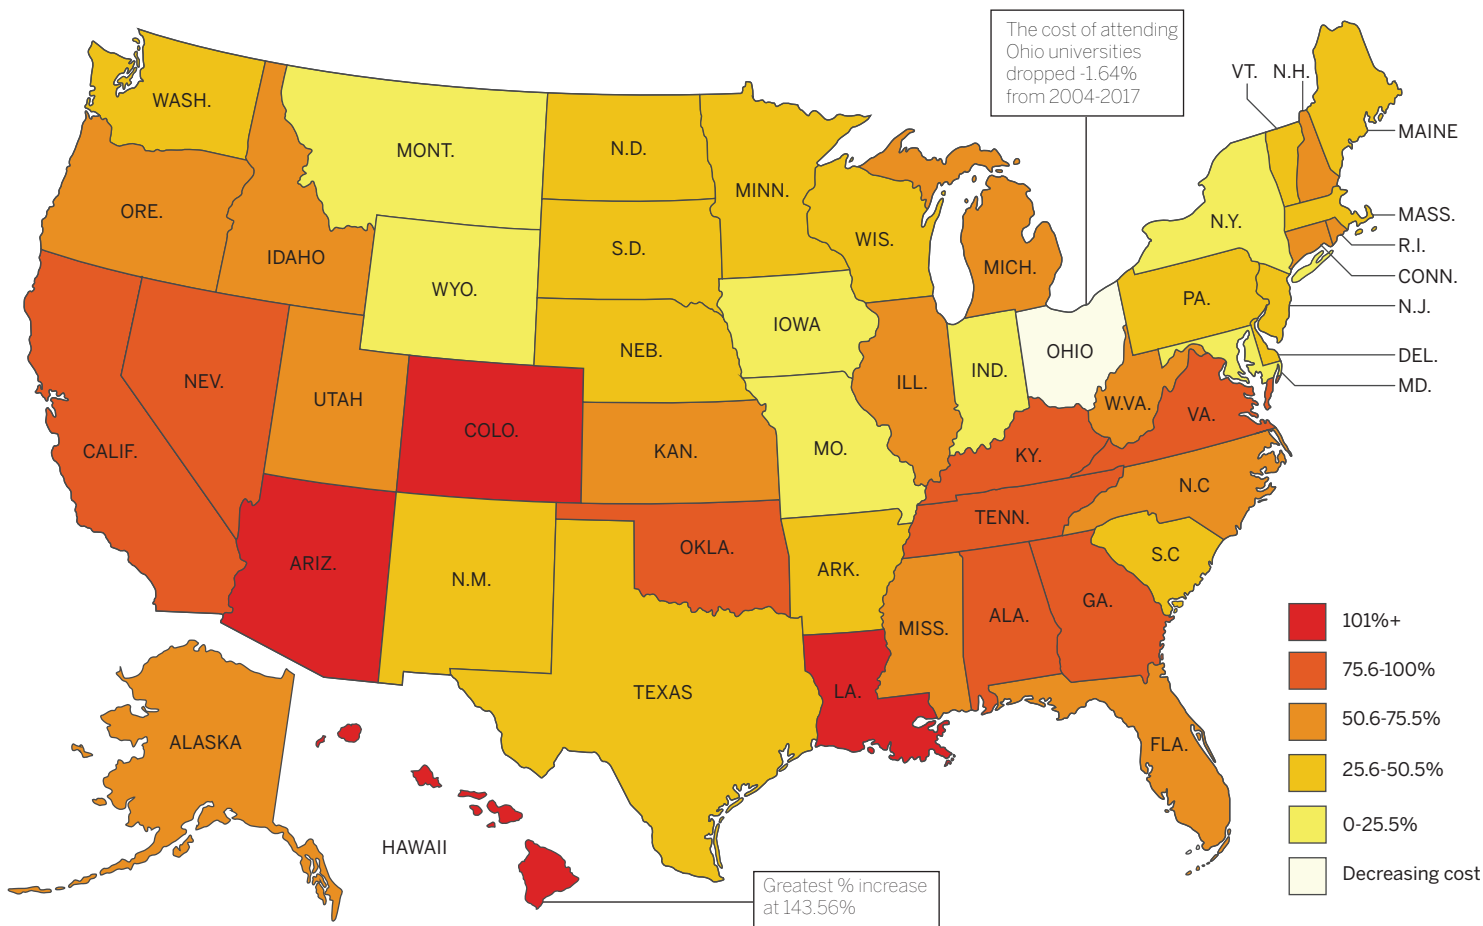 The cost of attending
Ohio universities
dropped -1.64%
from 2004-2017
VT.
N.H.
WASH.
MAINE
MONT.
N.D.
MINN.
ORE.
MASS.
N.Y.
WIS.
R.I.
S.D.
IDAHO
MICH.
CONN.
WYO.
PA.
N.J.
IOWA
NEB.
OHIO
DEL.
IND.
NEV.
ILL.
MD.
UTAH
W.VA.
VA.
COLO.
MO.
CALIF.
KAN.
KY.
N.C
TENN.
OKLA.
S.C
ARIZ.
ARK.
N.M.
GA.
ALA.
MISS.
TEXAS
LA.
ALASKA
FLA.
HAWAII
101%+
75.6-100%
50.6-75.5%
25.6-50.5%
0-25.5%
Decreasing cost
Greatest % increase
at 143.56%